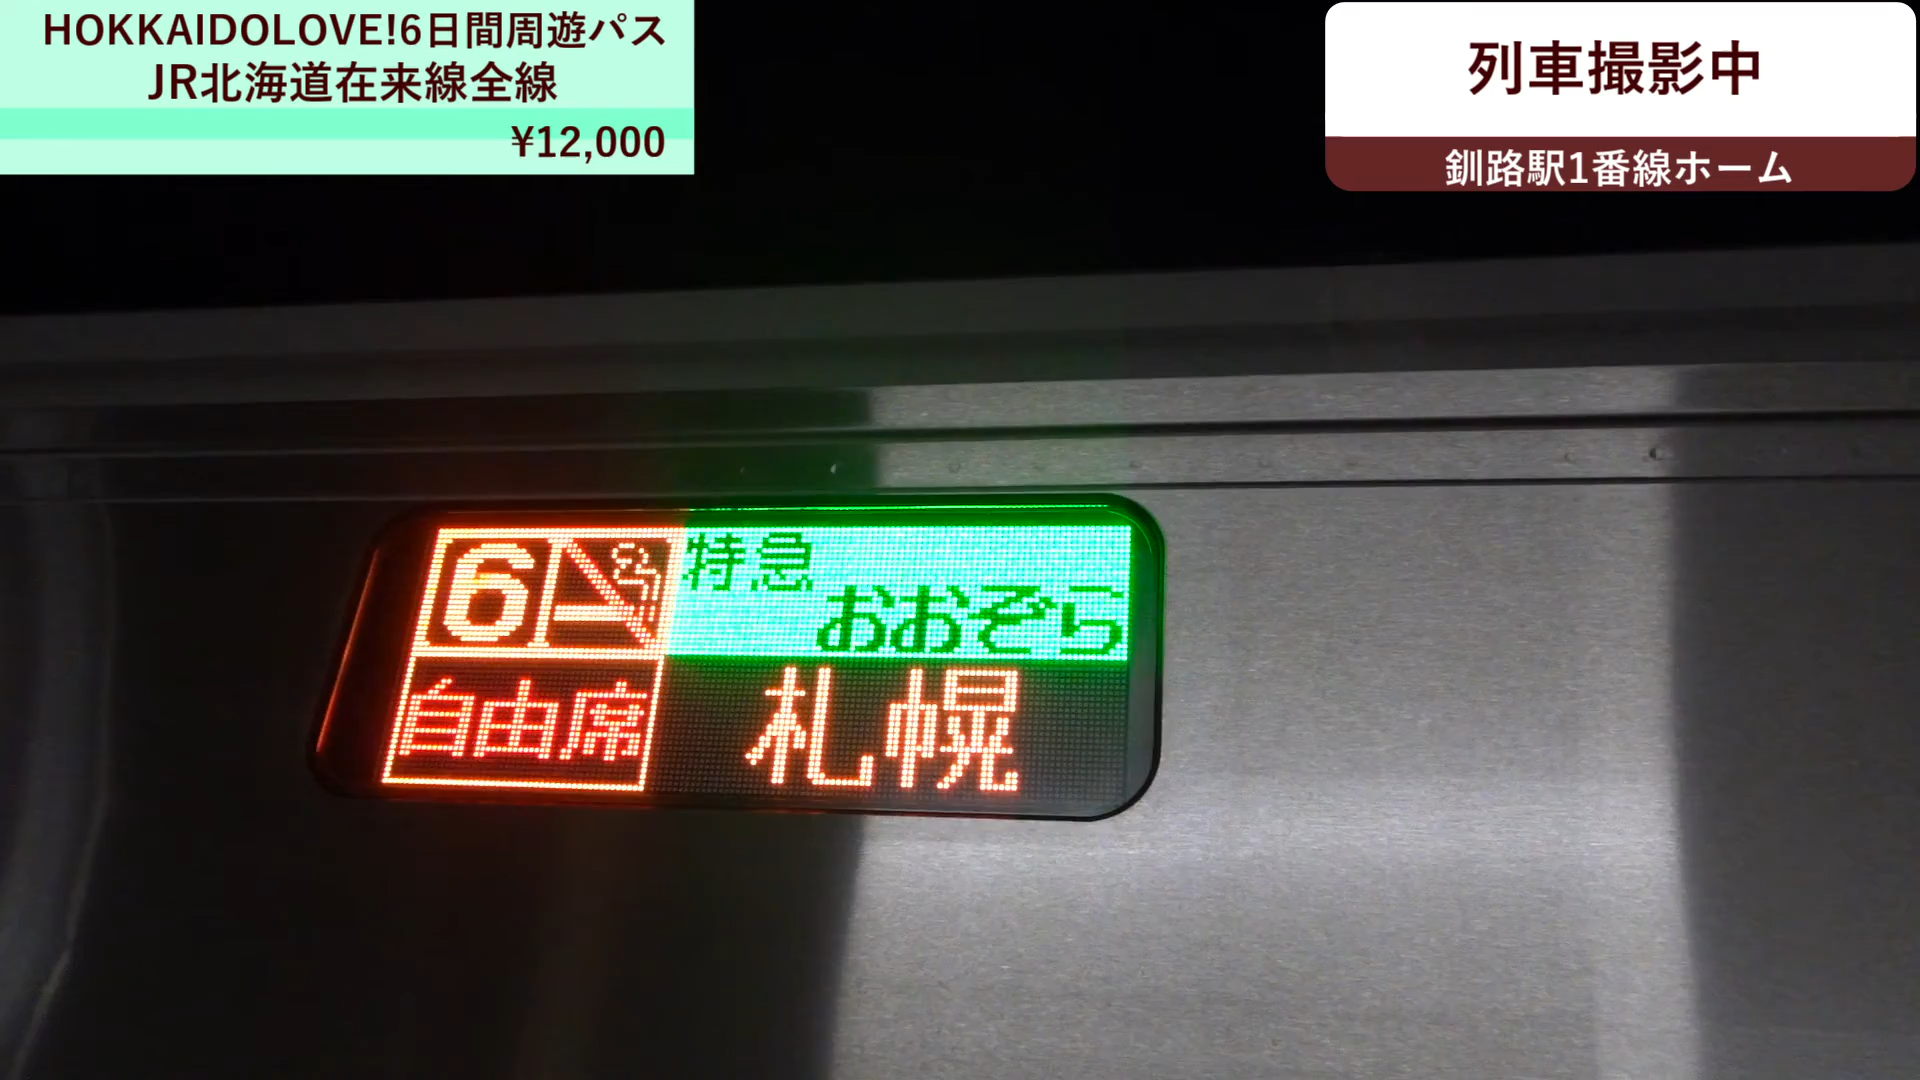 HOKKAIDOLOVE!6日間周遊パス
JR北海道在来線全線
¥12,000
列車撮影中
釧路駅1番線ホーム
6
特急
おおぞら
自由席
札幌